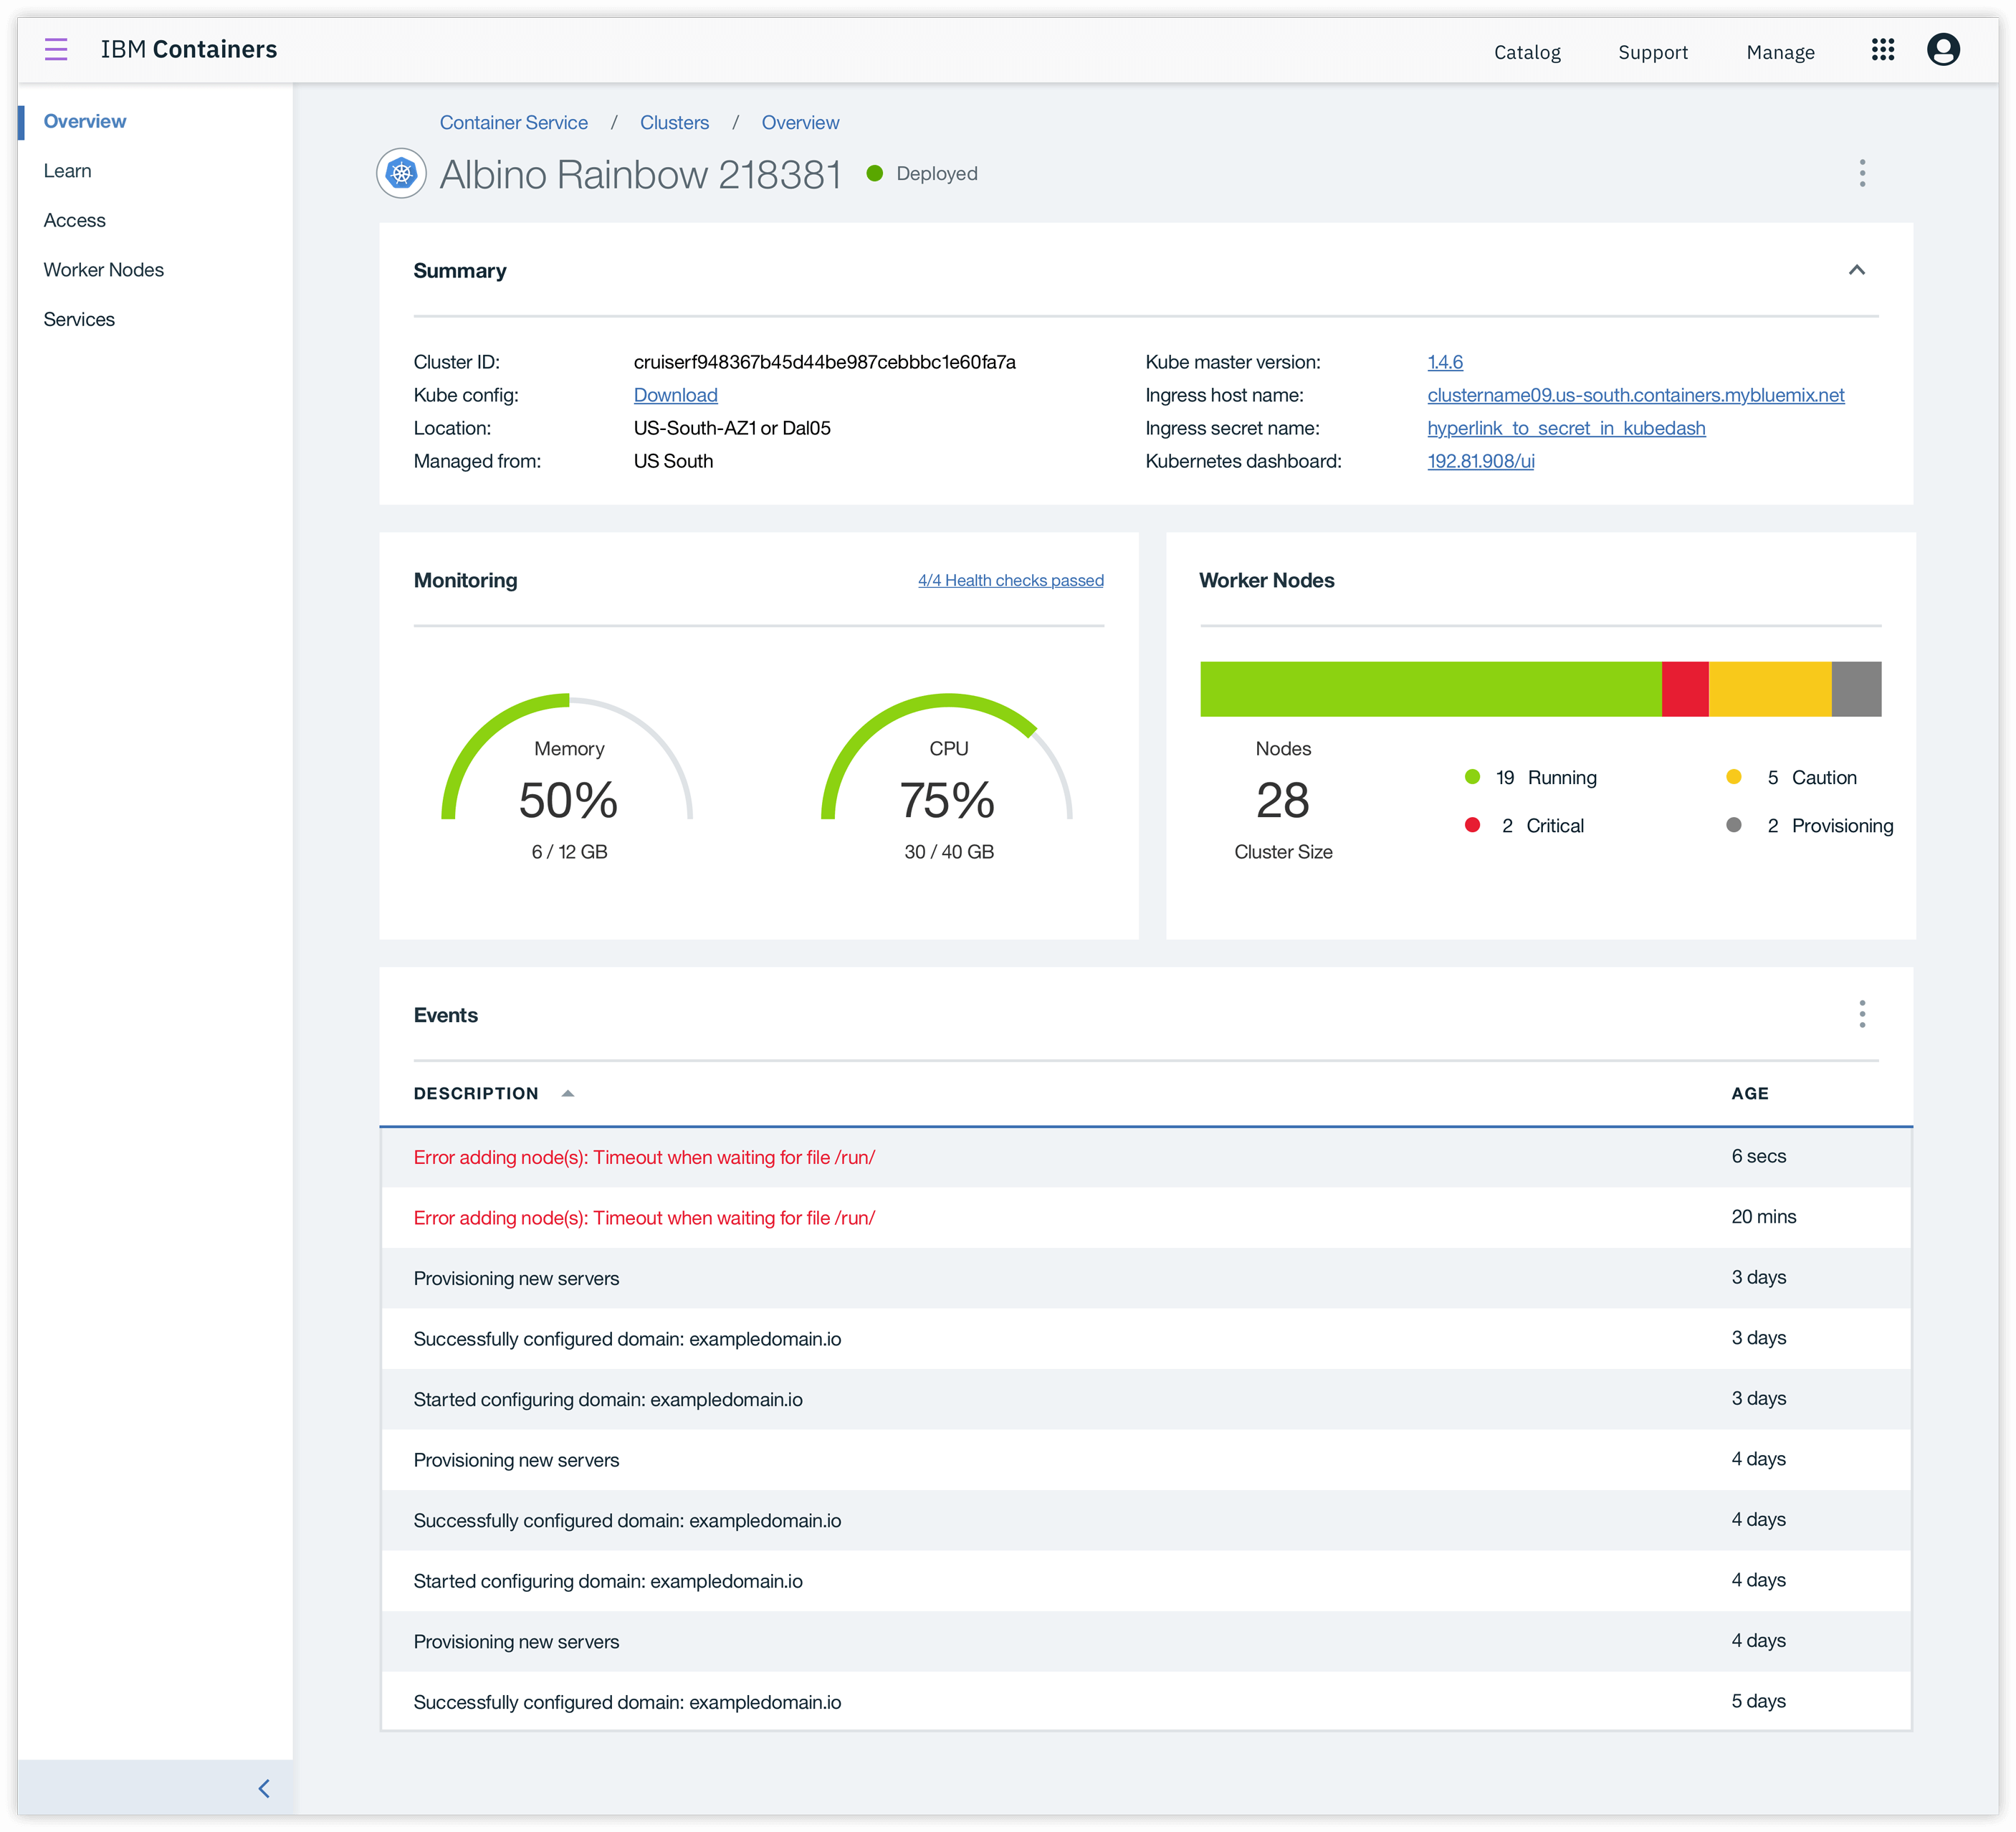 IBM Containers
Catalog Support Manage
Overview
Learn
Access
Worker Nodes
Services
Container Service / Clusters / Overview
Albino Rainbow 218381 Deployed
Summary
Cluster ID: cruiserf948367b45d44be987cebbbc1e60fa7a
Kube config: Download
Location: US-South-AZ1 or Dal05
Managed from: US South
Kube master version: 1.4.6
Ingress host name: clustername09.us-south.containers.mybluemix.net
Ingress secret name: hyperlink_to_secret_in_kubedash
Kubernetes dashboard: 192.81.908/ui
Monitoring 4/4 Health checks passed
Memory
50%
6 / 12 GB
CPU
75%
30 / 40 GB
Worker Nodes
Nodes
28
Cluster Size
19 Running
2 Critical
5 Caution
2 Provisioning
Events
DESCRIPTION AGE
Error adding node(s): Timeout when waiting for file /run/ 6 secs
Error adding node(s): Timeout when waiting for file /run/ 20 mins
Provisioning new servers 3 days
Successfully configured domain: exampledomain.io 3 days
Started configuring domain: exampledomain.io 3 days
Provisioning new servers 4 days
Successfully configured domain: exampledomain.io 4 days
Started configuring domain: exampledomain.io 4 days
Provisioning new servers 4 days
Successfully configured domain: exampledomain.io 5 days